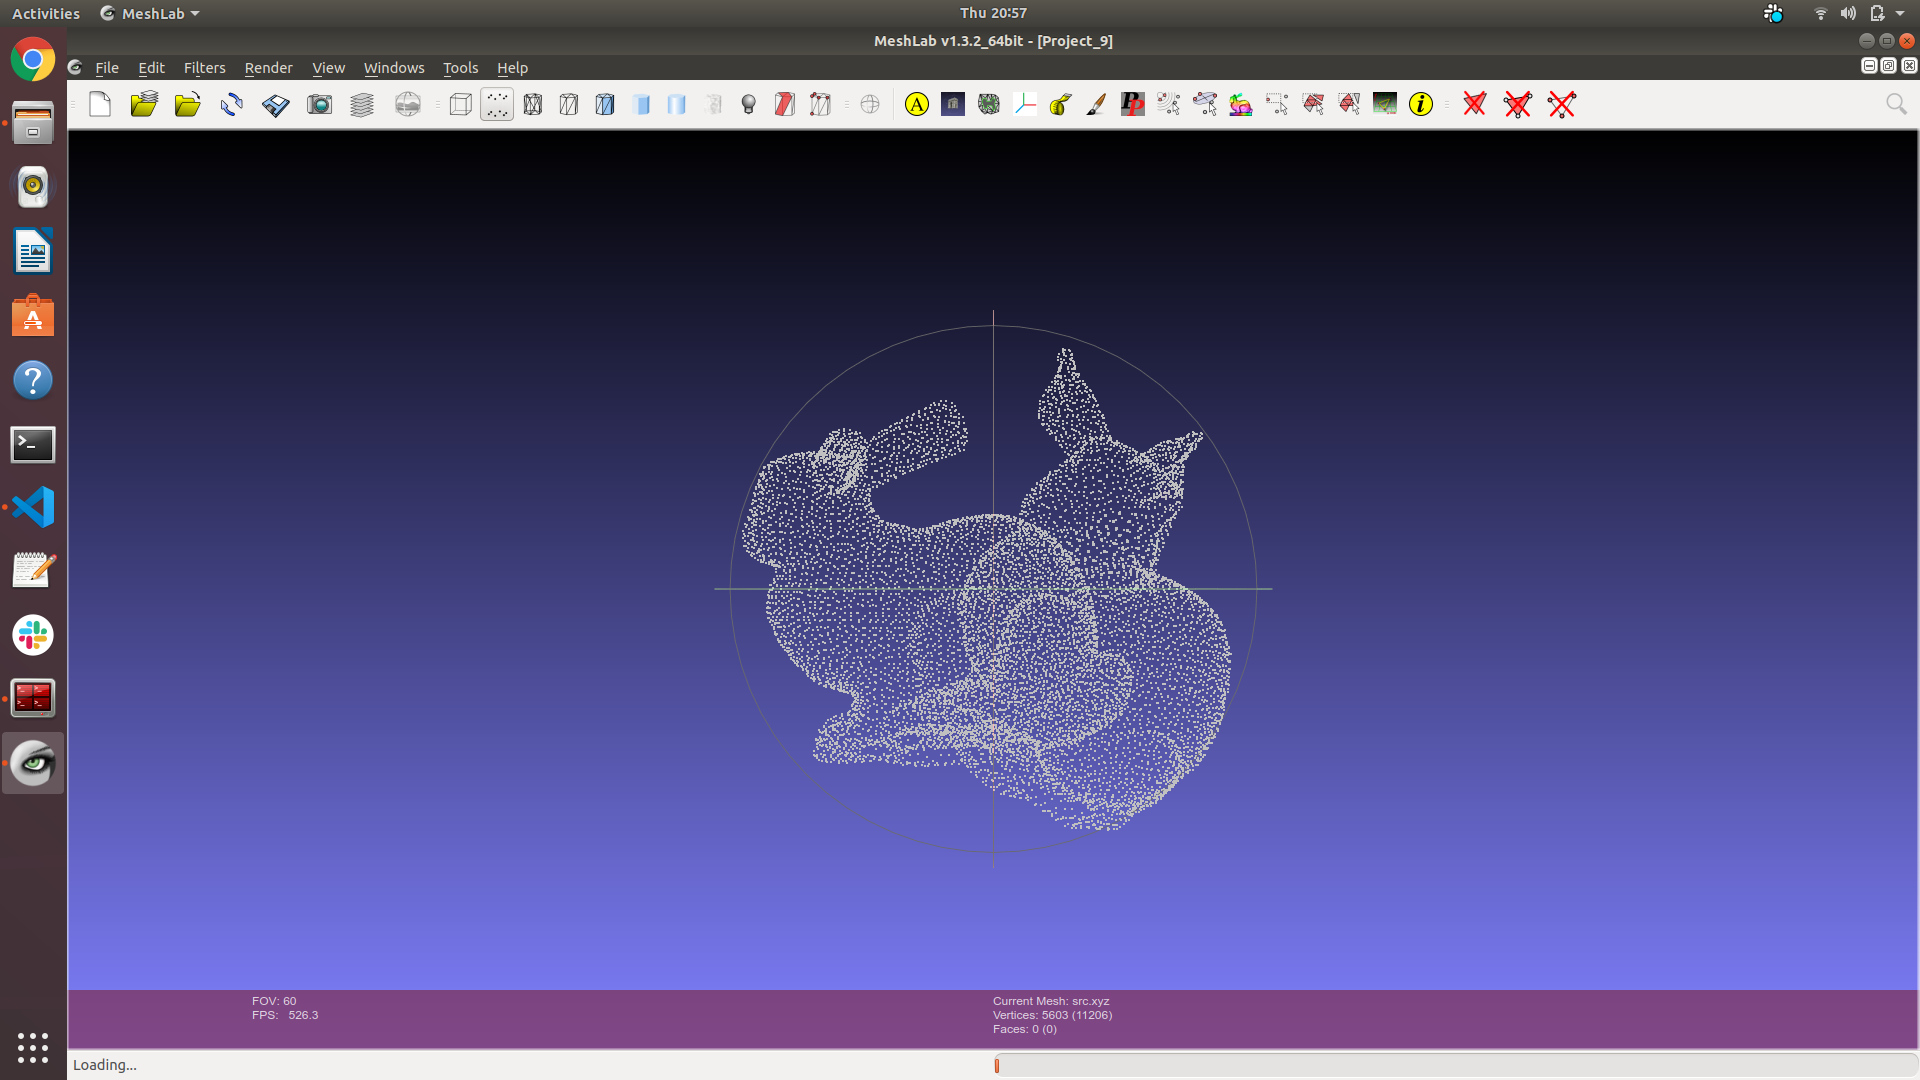 Activities MeshLab Thu 20:57
MeshLab v1.3.2_64bit - [Project_9]
File Edit Filters Render View Windows Tools Help
A
PP
i
FOV: 60
FPS: 526.3
Current Mesh: src.xyz
Vertices: 5603 (11206)
Faces: 0 (0)
Loading...